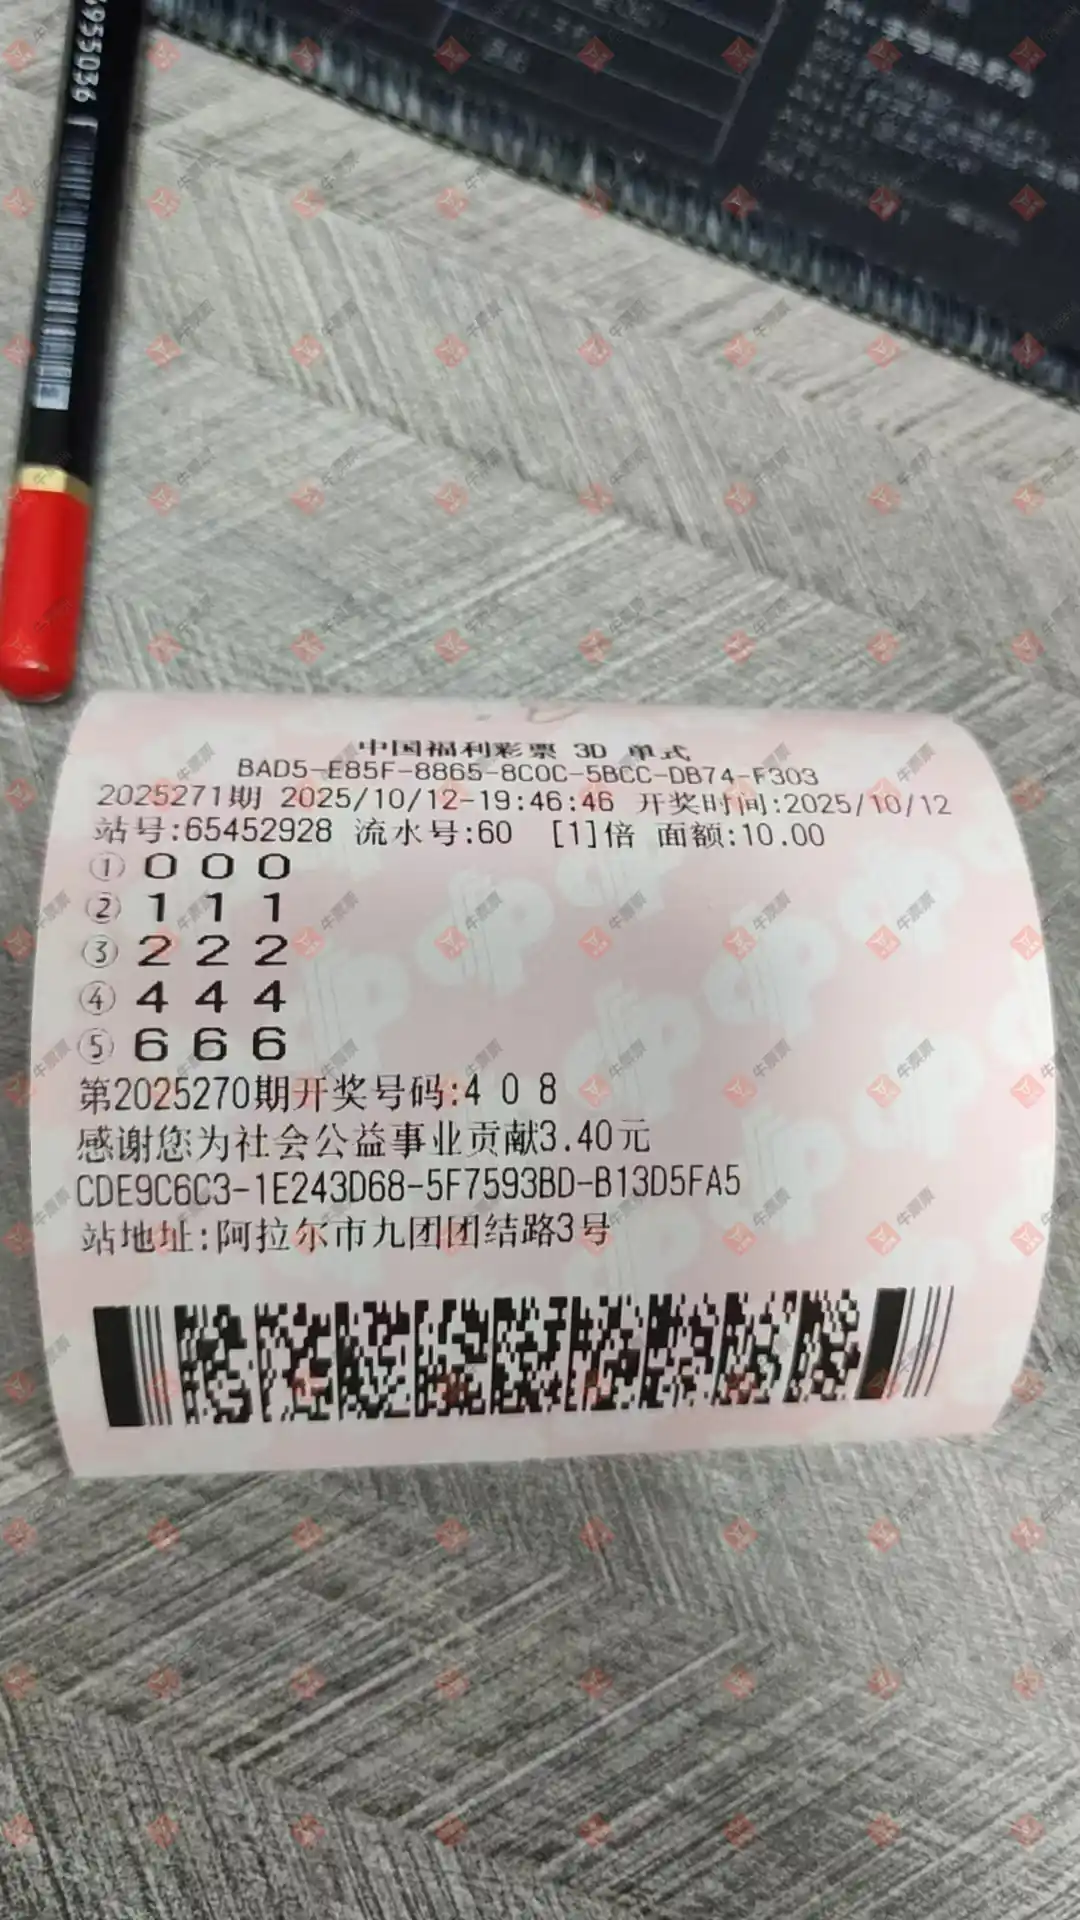 955036
中国福利彩票 3D 单式
BAD5-E85F-8865-8C0C-5BCC-DB74-F303
2025271期 2025/10/12-19:46:46 开奖时间:2025/10/12
站号:65452928 流水号:60 [1]倍 面额:10.00
① 0 0 0
② 1 1 1
③ 2 2 2
④ 4 4 4
⑤ 6 6 6
第2025270期开奖号码:4 0 8
感谢您为社会公益事业贡献3.40元
CDE9C6C3-1E243D68-5F7593BD-B13D5FA5
站地址:阿拉尔市九团团结路3号
牛票票